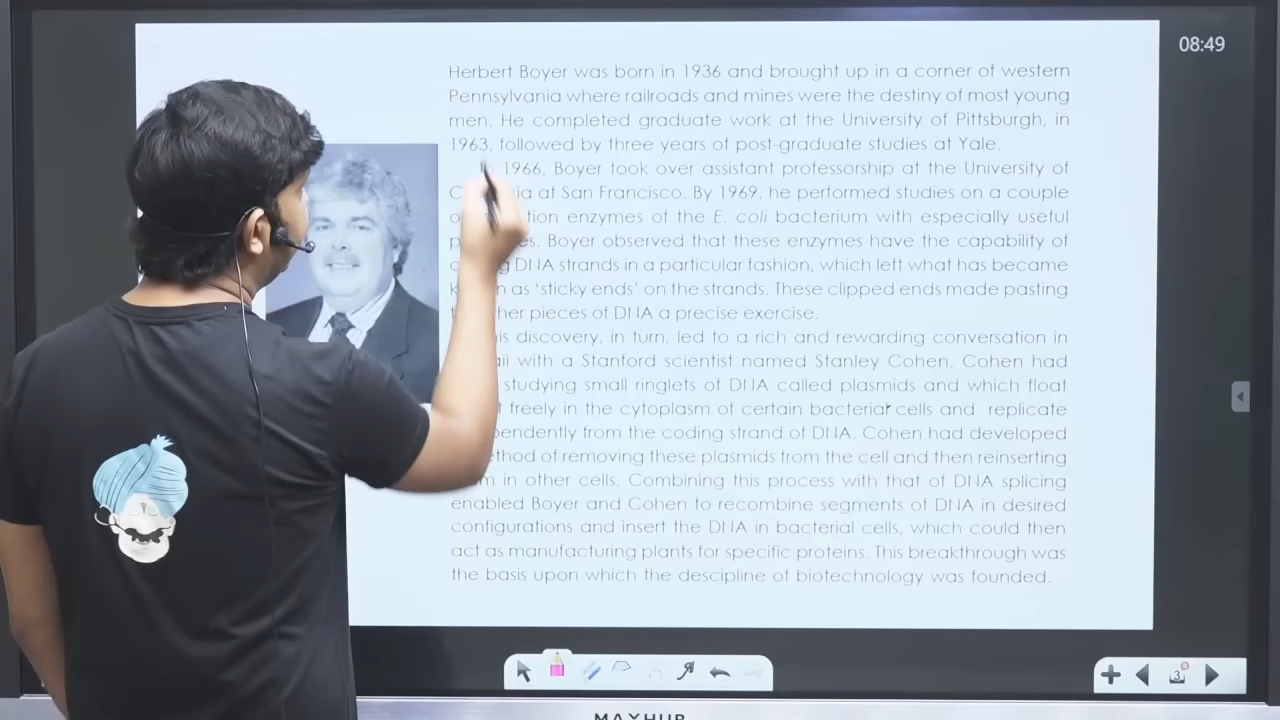 08:49
Herbert Boyer was born in 1936 and brought up in a corner of western
Pennsylvania where railroads and mines were the destiny of most young
men. He completed graduate work at the University of Pittsburgh, in
1963, followed by three years of post-graduate studies at Yale.
1966, Boyer took over assistant professorship at the University of
at San Francisco. By 1969, he performed studies on a couple
enzymes of the E. coli bacterium with especially useful
Boyer observed that these enzymes have the capability of
DNA strands in a particular fashion, which left what has became
as ‘sticky ends’ on the strands. These clipped ends made pasting
pieces of DNA a precise exercise.
discovery, in turn, led to a rich and rewarding conversation in
with a Stanford scientist named Stanley Cohen. Cohen had
studying small ringlets of DNA called plasmids and which float
freely in the cytoplasm of certain bacterial cells and replicate
from the coding strand of DNA. Cohen had developed
of removing these plasmids from the cell and then reinserting
in other cells. Combining this process with that of DNA splicing
enabled Boyer and Cohen to recombine segments of DNA in desired
configurations and insert the DNA in bacterial cells, which could then
act as manufacturing plants for specific proteins. This breakthrough was
the basis upon which the descipline of biotechnology was founded.
3
MAXHUB